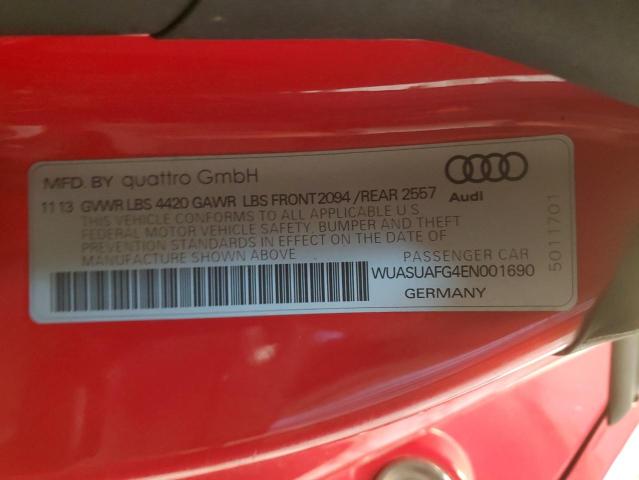 MFD. BY quattro GmbH
11 13 GVWR LBS 4420 GAWR LBS FRONT 2094 / REAR 2557
THIS VEHICLE CONFORMS TO ALL APPLICABLE U S
FEDERAL MOTOR VEHICLE SAFETY, BUMPER AND THEFT
PREVENTION STANDARDS IN EFFECT ON THE DATE OF
MANUFACTURE SHOWN ABOVE
Audi
PASSENGER CAR
WUASUAFG4EN001690
GERMANY
5011701